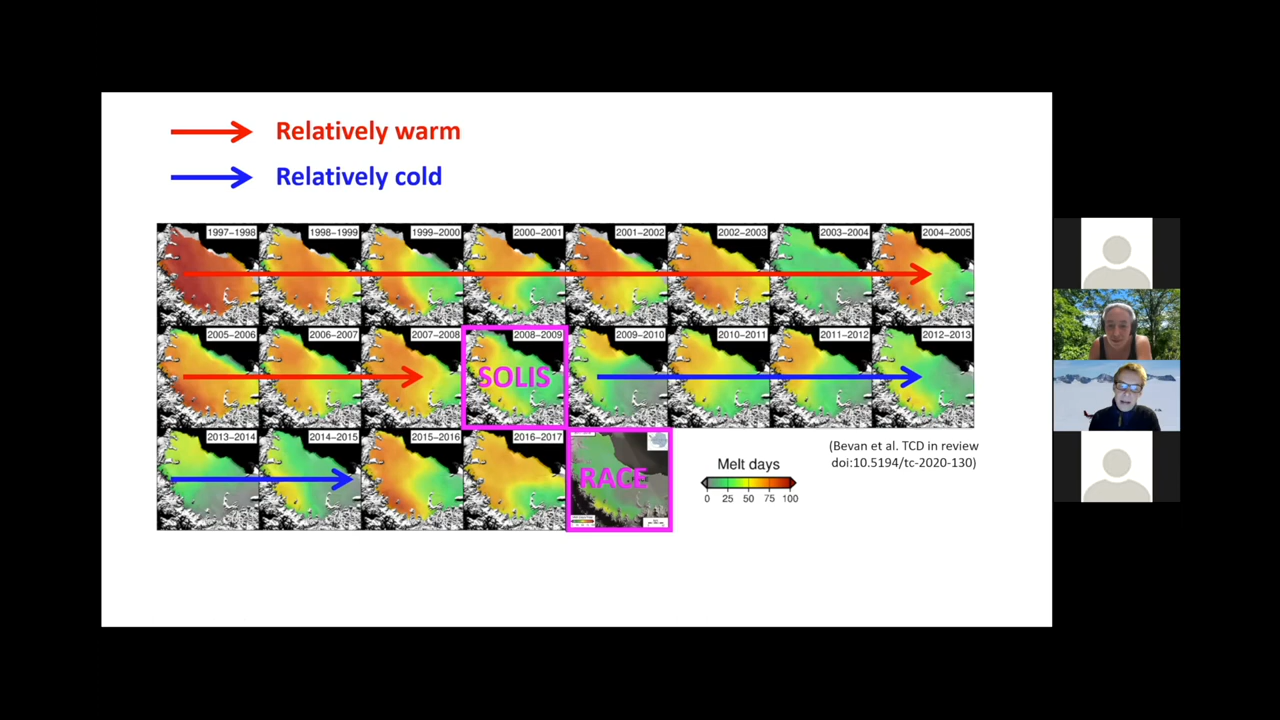 Relatively warm
Relatively cold
1997-1998
1998-1999
1999-2000
2000-2001
2001-2002
2002-2003
2003-2004
2004-2005
2005-2006
2006-2007
2007-2008
2008-2009
2009-2010
2010-2011
2011-2012
2012-2013
SOLIS
2013-2014
2014-2015
2015-2016
2016-2017
RACE
(Bevan et al. TCD in review
doi:10.5194/tc-2020-130)
Melt days
0 25 50 75 100